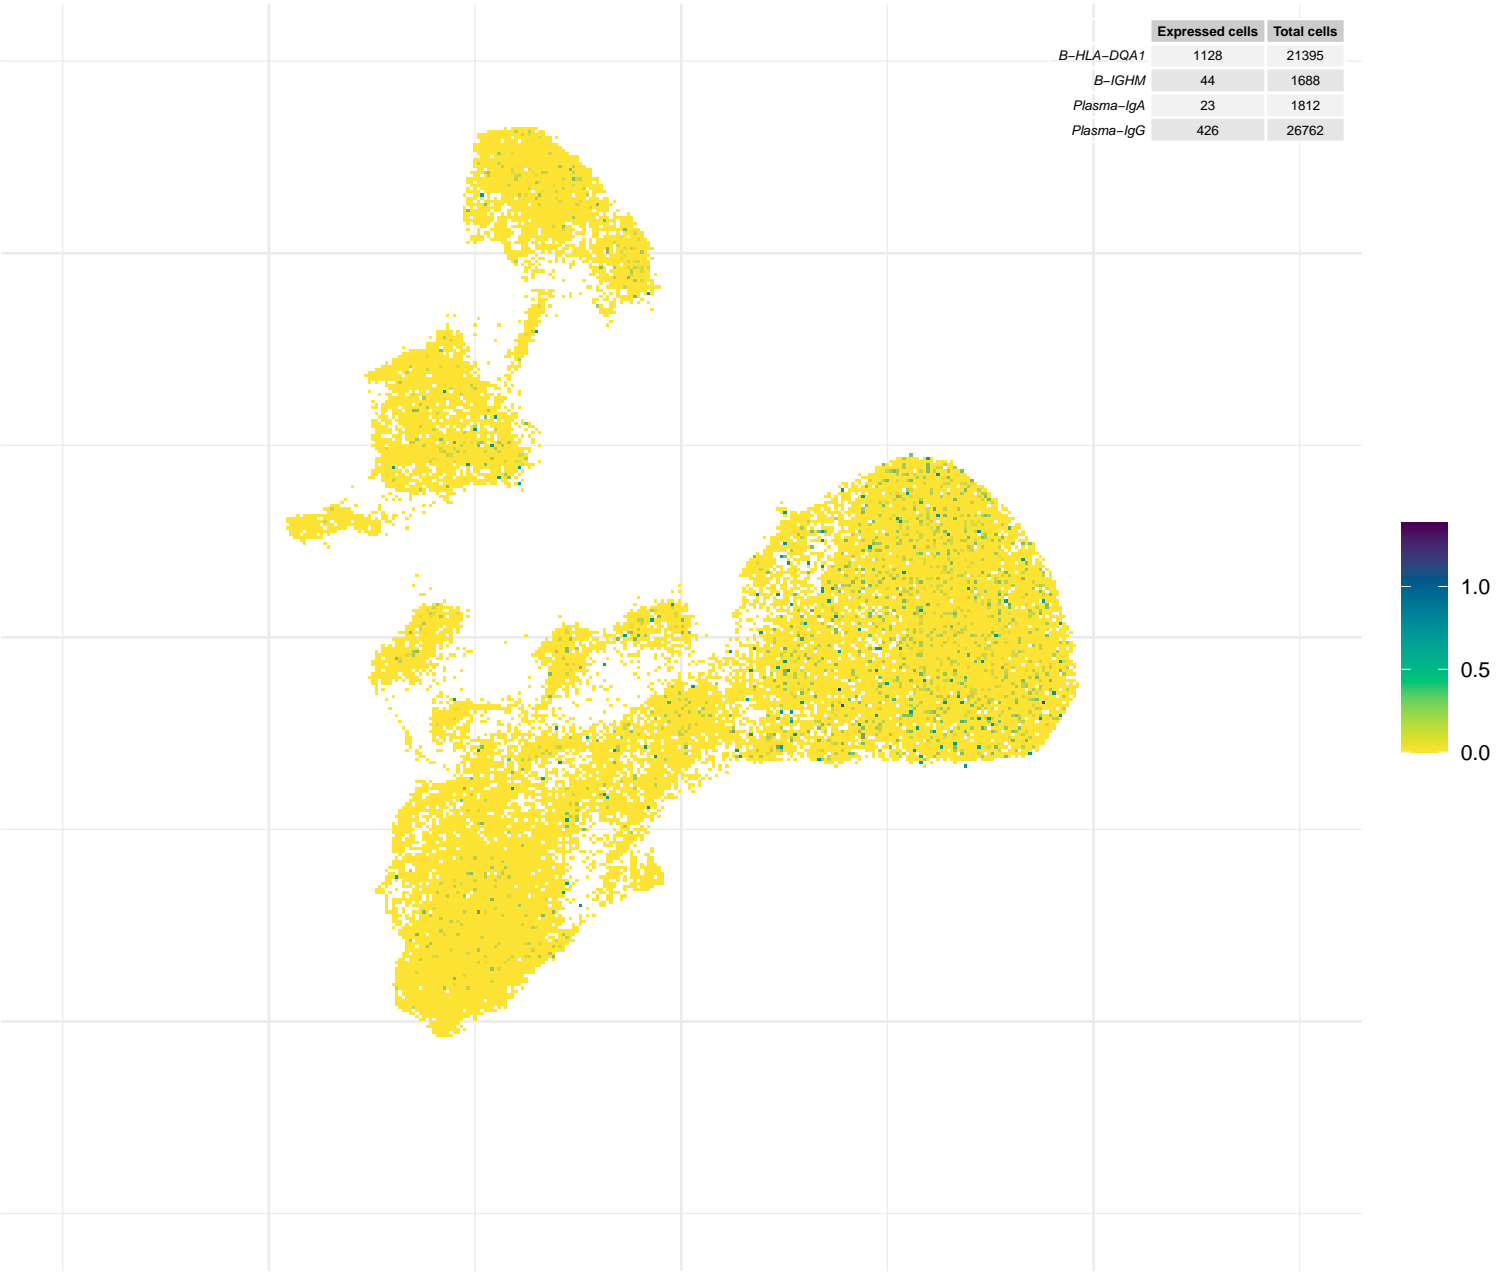 Expressed cells Total cells
B-HLA-DQA1 1128 21395
B-IGHM 44 1688
Plasma-IgA 23 1812
Plasma-IgG 426 26762
1.0
0.5
0.0